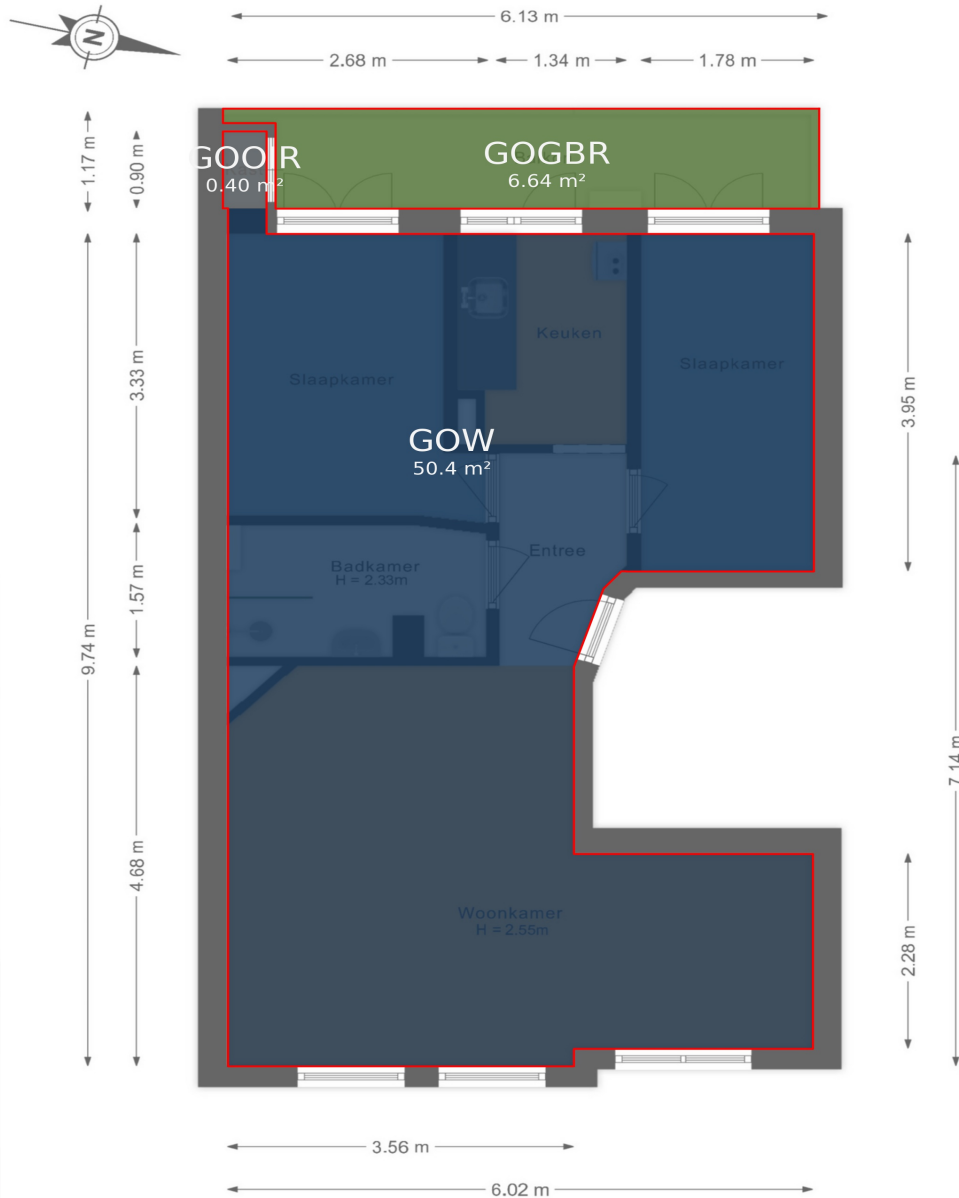 6.13 m
N
2.68 m
1.34 m
1.78 m
1.17 m
0.90 m
GOOIR
0.40 m²
GOGBR
6.64 m²
Keuken
Slaapkamer
Slaapkamer
3.33 m
3.95 m
GOW
50.4 m²
Entree
Badkamer
H = 2.33m
1.57 m
9.74 m
7.14 m
4.68 m
Woonkamer
H = 2.55m
2.28 m
3.56 m
6.02 m